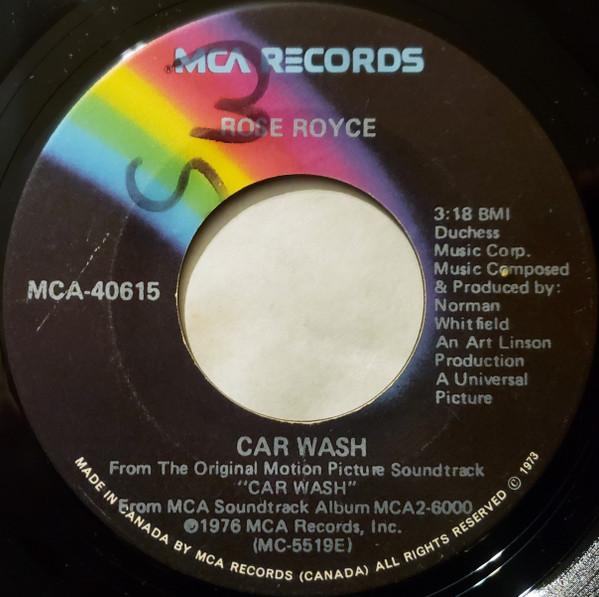 ®MCA RECORDS
ROSE ROYCE
MCA-40615
3:18 BMI
Duchess
Music Corp.
Music Composed
& Produced by:
Norman
Whitfield
An Art Linson
Production
A Universal
Picture
CAR WASH
From The Original Motion Picture Soundtrack
"CAR WASH"
From MCA Soundtrack Album MCA2-6000
℗1976 MCA Records, Inc.
(MC-5519E)
MADE IN CANADA BY MCA RECORDS (CANADA) ALL RIGHTS RESERVED © 1973